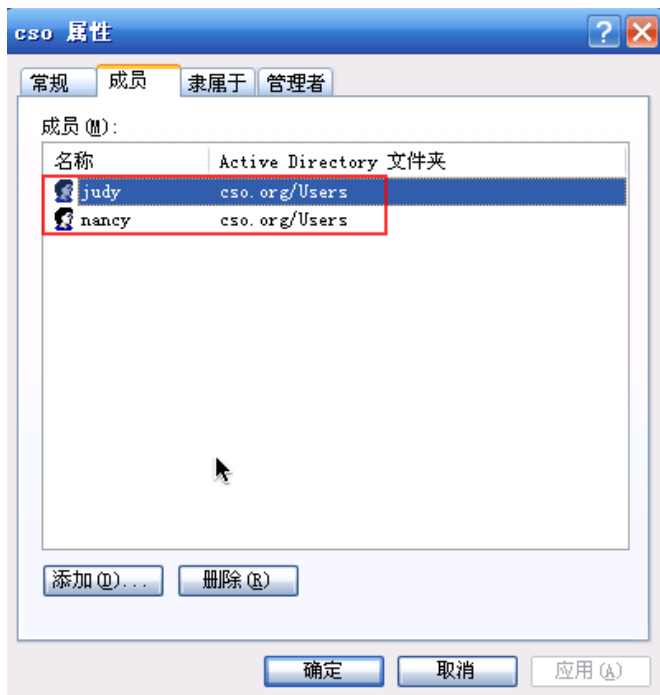 cso 属性
常规 成员 隶属于 管理者
成员(M):
名称 Active Directory 文件夹
judy cso.org/Users
nancy cso.org/Users
添加(D)... 删除(R)
确定 取消 应用(A)